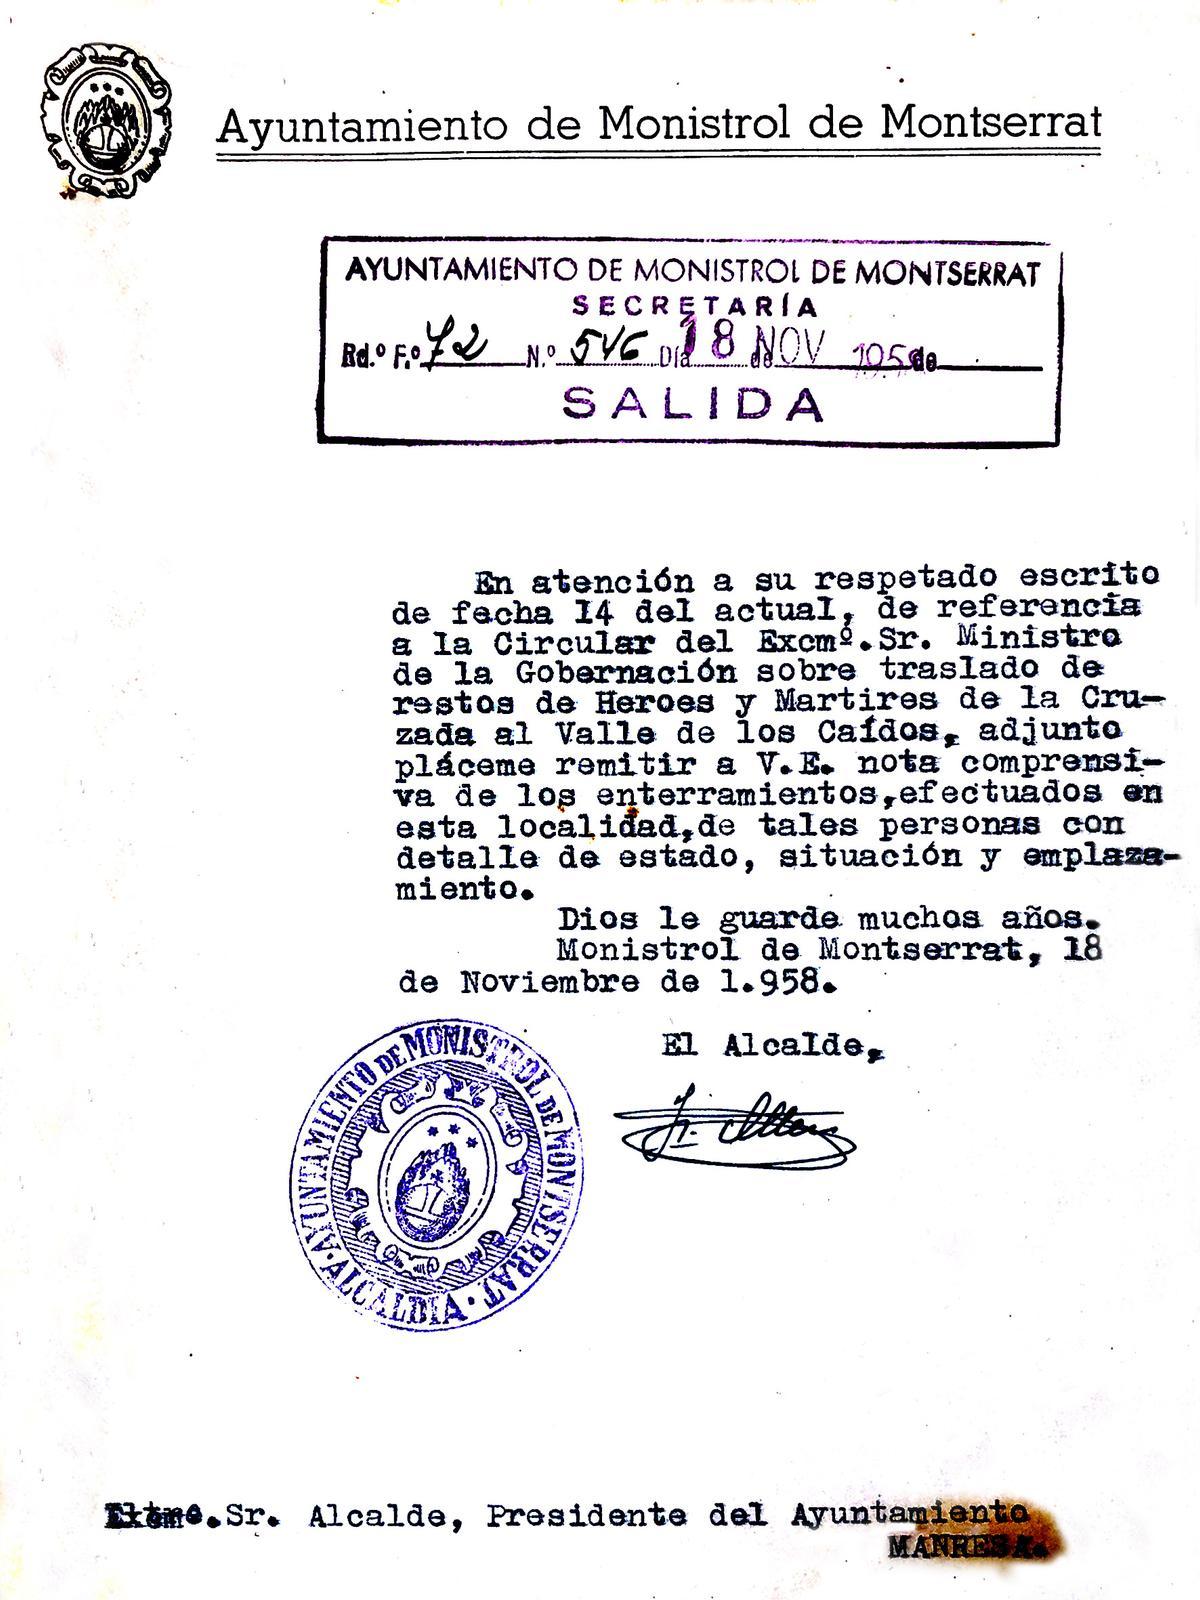 Ayuntamiento de Monistrol de Montserrat
AYUNTAMIENTO DE MONISTROL DE MONTSERRAT
SECRETARÍA
Rd.º F.º 72 N.º 546 Día 18 de NOV 195 de
SALIDA
En atención a su respetado escrito
de fecha 14 del actual, de referencia
a la Circular del Excmº.Sr. Ministro
de la Gobernación sobre traslado de
restos de Heroes y Martires de la Cru-
zada al Valle de los Caídos, adjunto
pláceme remitir a V.E. nota comprensi-
va de los enterramientos,efectuados en
esta localidad,de tales personas con
detalle de estado, situación y emplaza-
miento.
Dios le guarde muchos años.
Monistrol de Montserrat, 18
de Noviembre de 1.958.
El Alcalde,
AYUNTAMIENTO DE MONISTROL DE MONTSERRAT
· ALCALDIA ·
Sr. Alcalde, Presidente del Ayuntamiento
MANRESA.